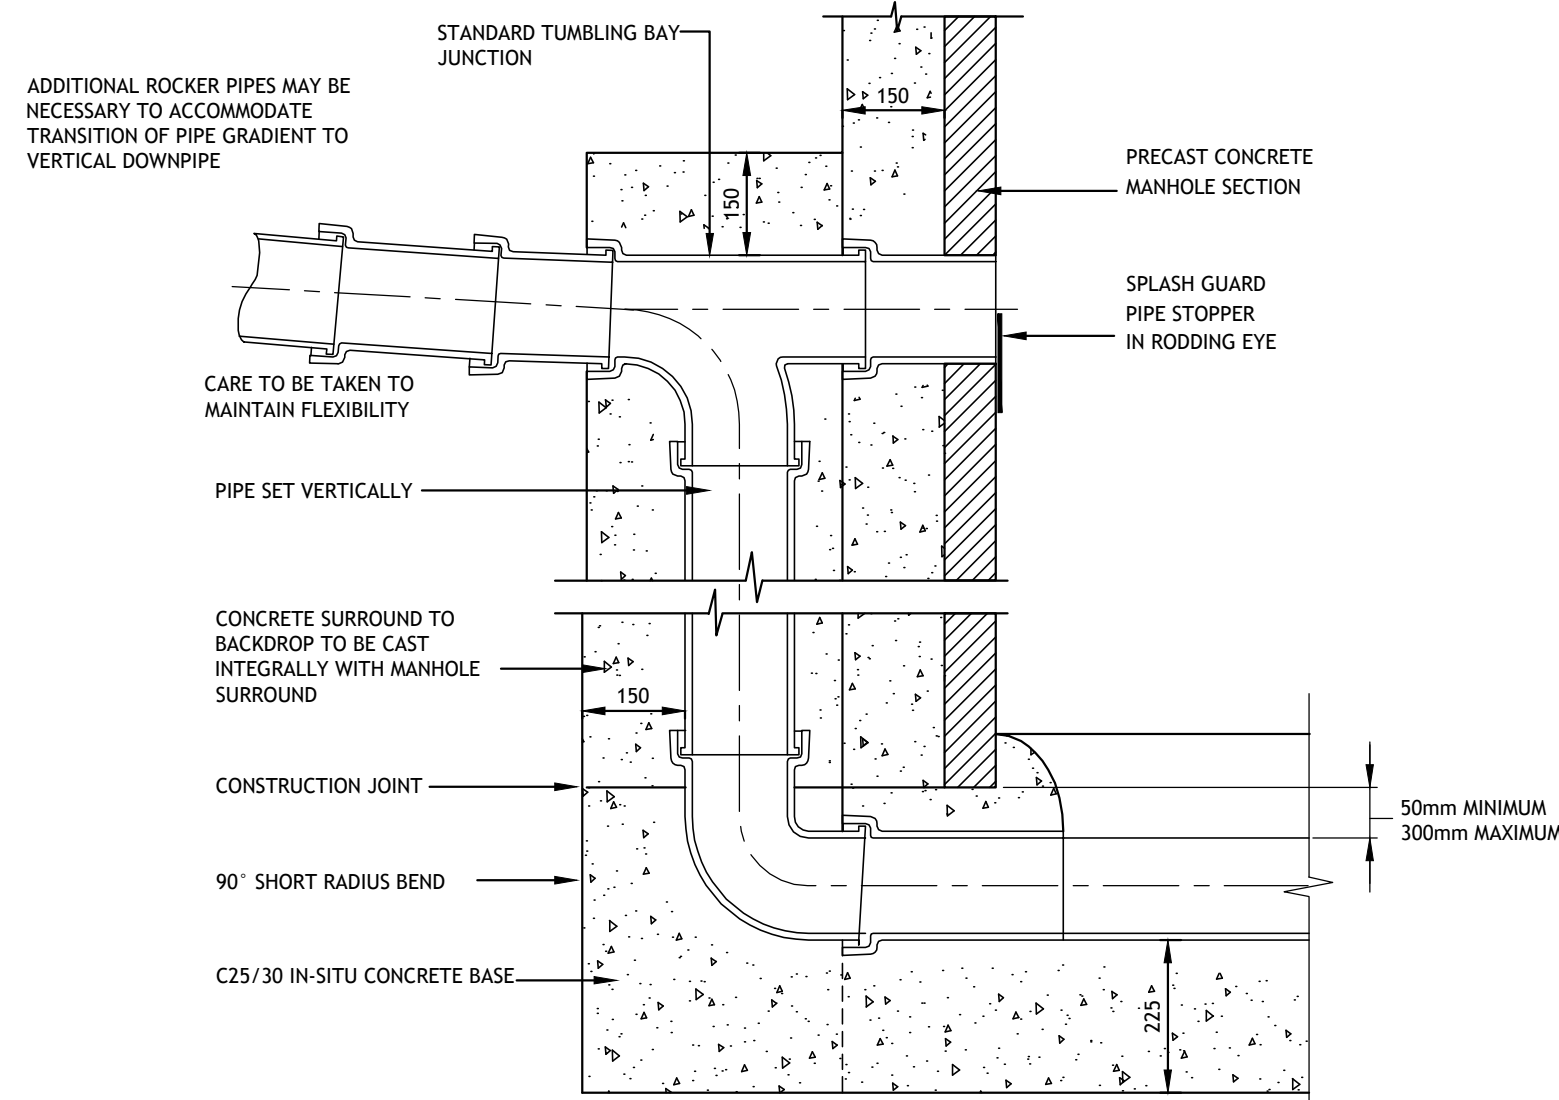 STANDARD TUMBLING BAY
JUNCTION
ADDITIONAL ROCKER PIPES MAY BE
NECESSARY TO ACCOMMODATE
TRANSITION OF PIPE GRADIENT TO
VERTICAL DOWNPIPE
150
150
PRECAST CONCRETE
MANHOLE SECTION
SPLASH GUARD
PIPE STOPPER
IN RODDING EYE
CARE TO BE TAKEN TO
MAINTAIN FLEXIBILITY
PIPE SET VERTICALLY
CONCRETE SURROUND TO
BACKDROP TO BE CAST
INTEGRALLY WITH MANHOLE
SURROUND
150
CONSTRUCTION JOINT
50mm MINIMUM
300mm MAXIMUM
90° SHORT RADIUS BEND
C25/30 IN-SITU CONCRETE BASE
225